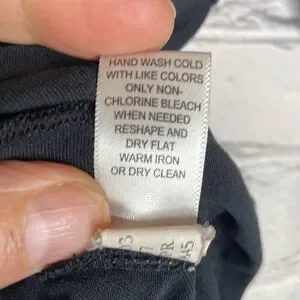 HAND WASH COLD
WITH LIKE COLORS
ONLY NON-
CHLORINE BLEACH
WHEN NEEDED
RESHAPE AND
DRY FLAT
WARM IRON
OR DRY CLEAN